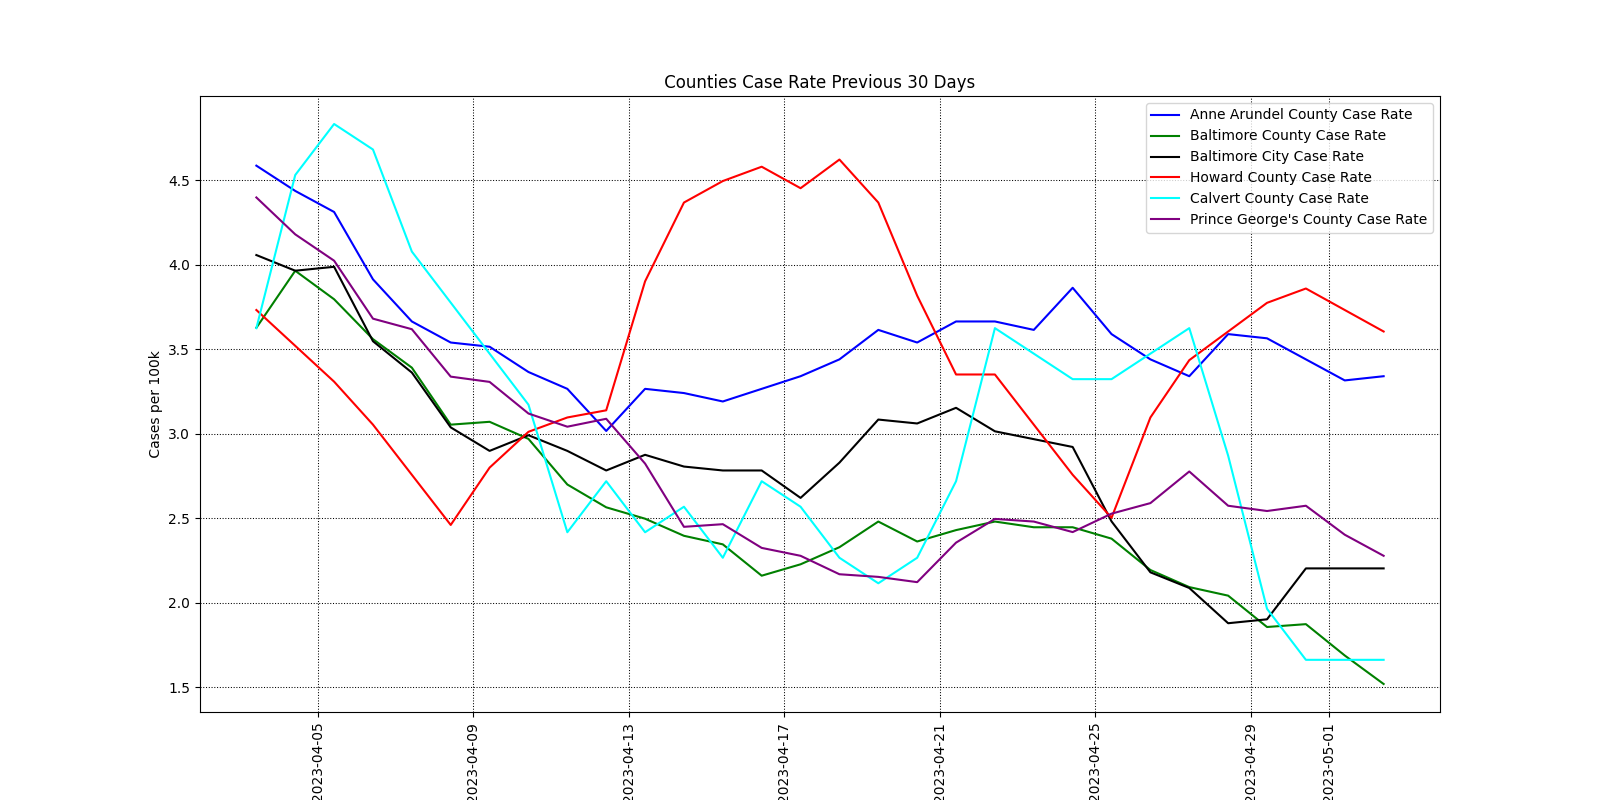 Counties Case Rate Previous 30 Days
Anne Arundel County Case Rate
Baltimore County Case Rate
Baltimore City Case Rate
Howard County Case Rate
Calvert County Case Rate
Prince George's County Case Rate
Cases per 100k
4.5
4.0
3.5
3.0
2.5
2.0
1.5
2023-04-05
2023-04-09
2023-04-13
2023-04-17
2023-04-21
2023-04-25
2023-04-29
2023-05-01